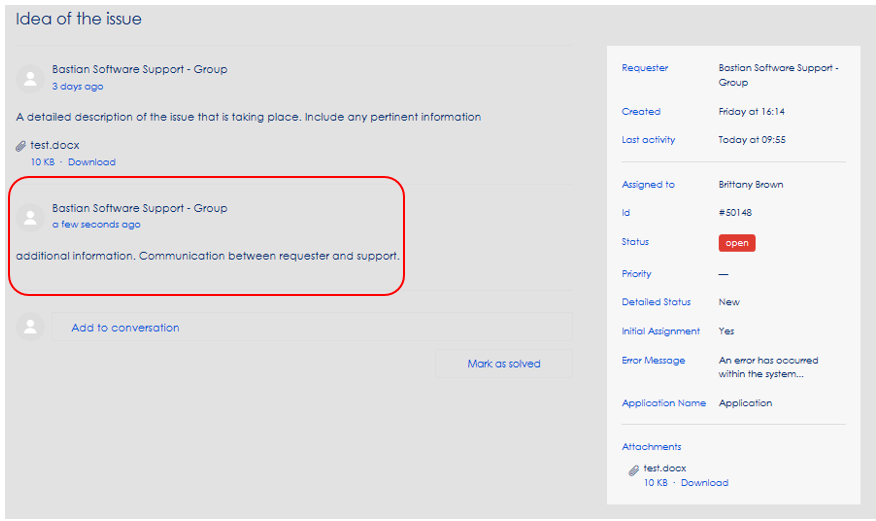 Idea of the issue
Bastian Software Support - Group
3 days ago
A detailed description of the issue that is taking place. Include any pertinent information
test.docx
10 KB · Download
Bastian Software Support - Group
a few seconds ago
additional information. Communication between requester and support.
Add to conversation
Mark as solved
Requester Bastian Software Support -
Group
Created Friday at 16:14
Last activity Today at 09:55
Assigned to Brittany Brown
Id #50148
Status open
Priority —
Detailed Status New
Initial Assignment Yes
Error Message An error has occurred
within the system...
Application Name Application
Attachments
test.docx
10 KB · Download